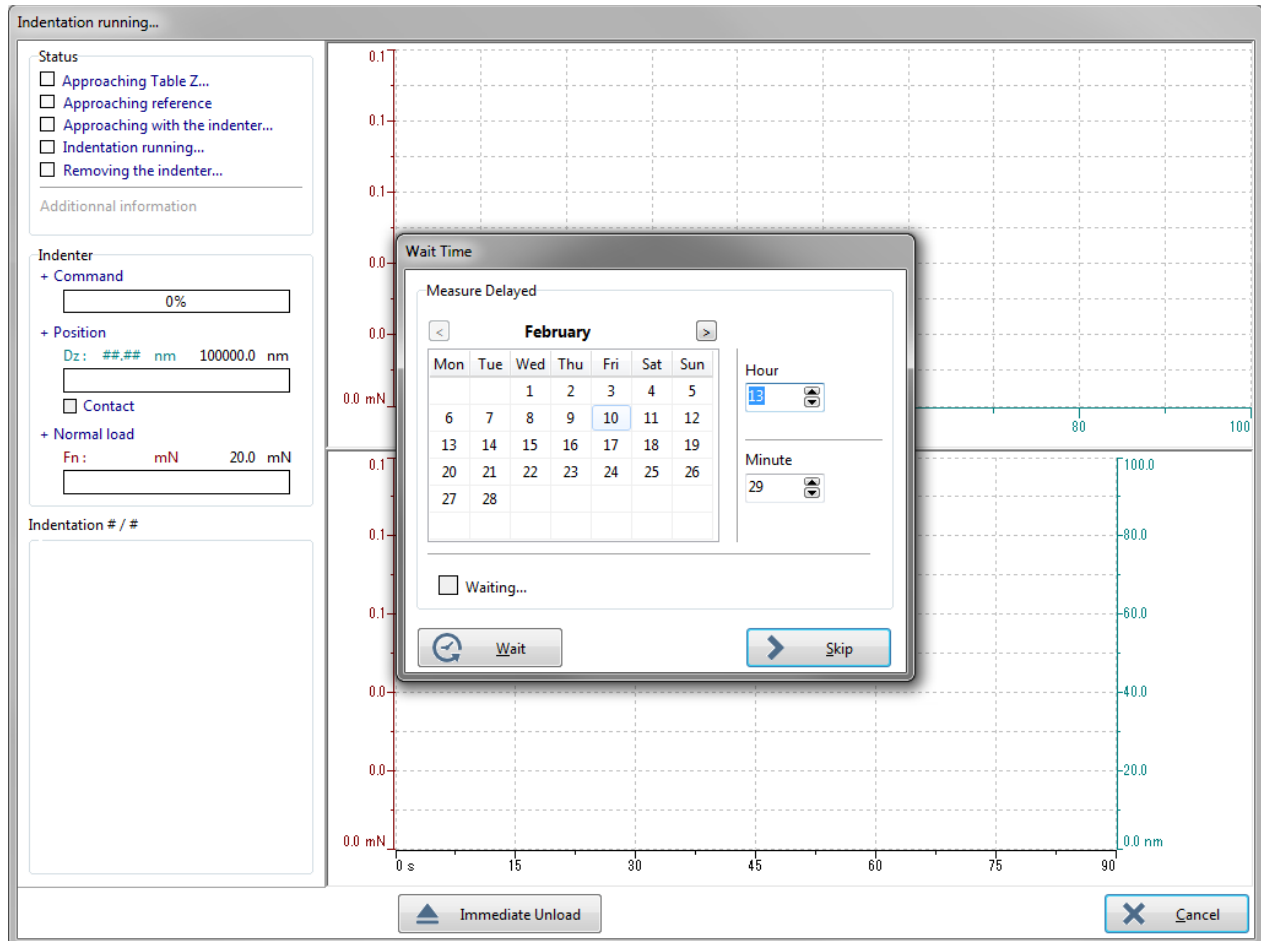 Indentation running...
Status
Approaching Table Z...
Approaching reference
Approaching with the indenter...
Indentation running...
Removing the indenter...
Additionnal information
Indenter
+ Command
0%
+ Position
Dz : ##.## nm 100000.0 nm
Contact
+ Normal load
Fn : mN 20.0 mN
Indentation # / #
0.1
0.1
0.1
0.0
0.0
0.0 mN
80 100
Wait Time
Measure Delayed
< February >
Mon Tue Wed Thu Fri Sat Sun
1 2 3 4 5
6 7 8 9 10 11 12
13 14 15 16 17 18 19
20 21 22 23 24 25 26
27 28
Hour
13
Minute
29
Waiting...
Wait
Skip
0.1 100.0
0.1 80.0
0.1 60.0
0.0 40.0
0.0 20.0
0.0 mN 0.0 nm
0 s 15 30 45 60 75 90
Immediate Unload
Cancel